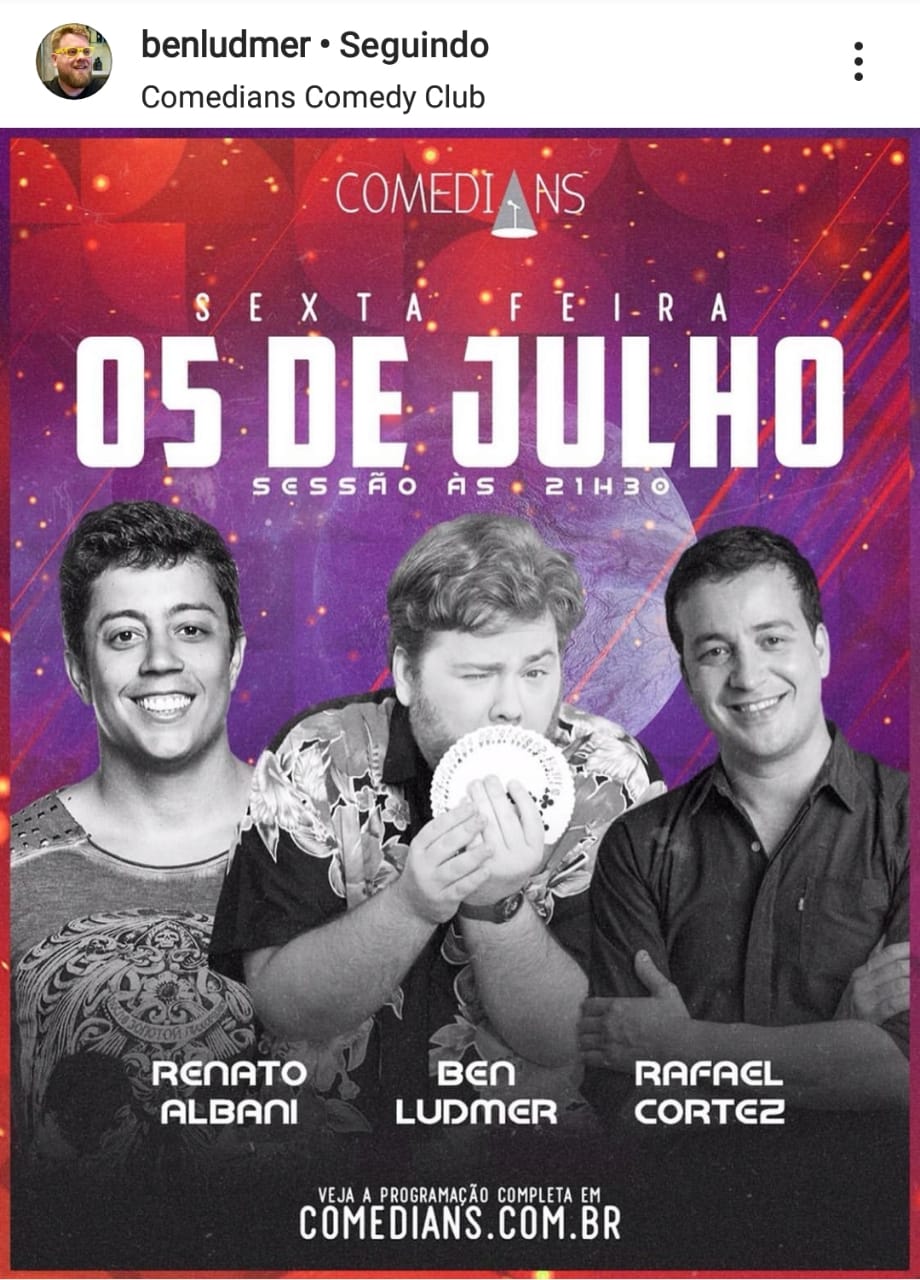 benludmer • Seguindo
Comedians Comedy Club
COMEDIANS
SEXTA FEIRA
05 DE JULHO
SESSÃO ÀS 21H30
RENATO
ALBANI
BEN
LUDMER
RAFAEL
CORTEZ
VEJA A PROGRAMAÇÃO COMPLETA EM
COMEDIANS.COM.BR